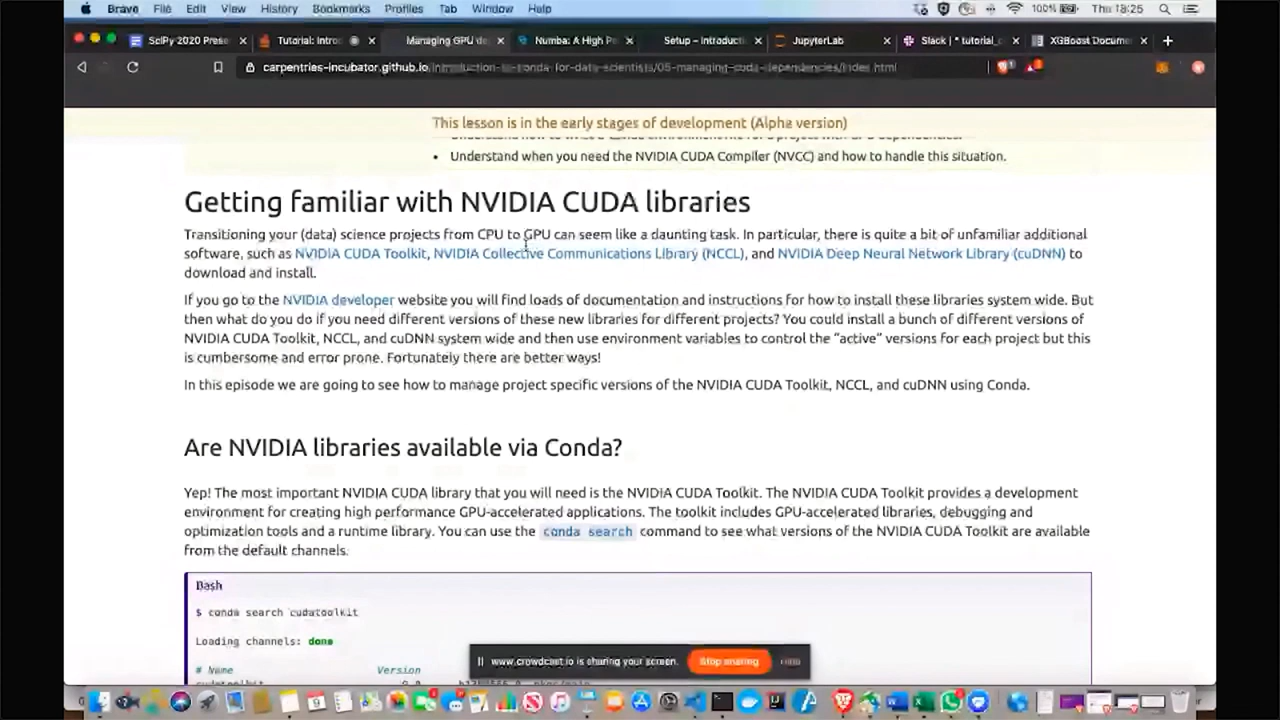 Brave File Edit View History Bookmarks Profiles Tab Window Help 100% Thu 18:25
SciPy 2020 Prese Tutorial: Intro Managing GPU de Numba: A High P Setup – Introducti JupyterLab Slack | * tutorial_c XGBoost Docume
carpentries-incubator.github.io/introduction-to-conda-for-data-scientists/05-managing-cuda-dependencies/index.html
This lesson is in the early stages of development (Alpha version)
• Understand when you need the NVIDIA CUDA Compiler (NVCC) and how to handle this situation.
Getting familiar with NVIDIA CUDA libraries
Transitioning your (data) science projects from CPU to GPU can seem like a daunting task. In particular, there is quite a bit of unfamiliar additional
software, such as NVIDIA CUDA Toolkit, NVIDIA Collective Communications Library (NCCL), and NVIDIA Deep Neural Network Library (cuDNN) to
download and install.
If you go to the NVIDIA developer website you will find loads of documentation and instructions for how to install these libraries system wide. But
then what do you do if you need different versions of these new libraries for different projects? You could install a bunch of different versions of
NVIDIA CUDA Toolkit, NCCL, and cuDNN system wide and then use environment variables to control the “active” versions for each project but this
is cumbersome and error prone. Fortunately there are better ways!
In this episode we are going to see how to manage project specific versions of the NVIDIA CUDA Toolkit, NCCL, and cuDNN using Conda.
Are NVIDIA libraries available via Conda?
Yep! The most important NVIDIA CUDA library that you will need is the NVIDIA CUDA Toolkit. The NVIDIA CUDA Toolkit provides a development
environment for creating high performance GPU-accelerated applications. The toolkit includes GPU-accelerated libraries, debugging and
optimization tools and a runtime library. You can use the conda search command to see what versions of the NVIDIA CUDA Toolkit are available
from the default channels.
Bash
$ conda search cudatoolkit
Loading channels: done
# Name Version
www.crowdcast.io is sharing your screen. Stop sharing Hide